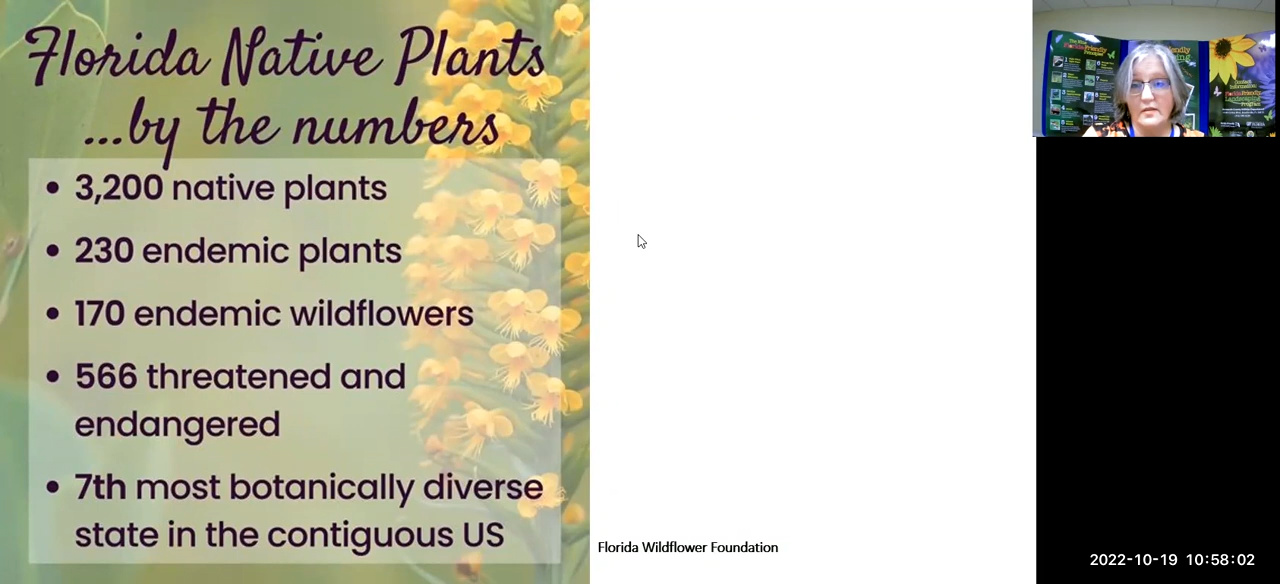 Florida Native Plants
...by the numbers
• 3,200 native plants
• 230 endemic plants
• 170 endemic wildflowers
• 566 threatened and
endangered
• 7th most botanically diverse
state in the contiguous US
Florida Wildflower Foundation
2022-10-19 10:58:02